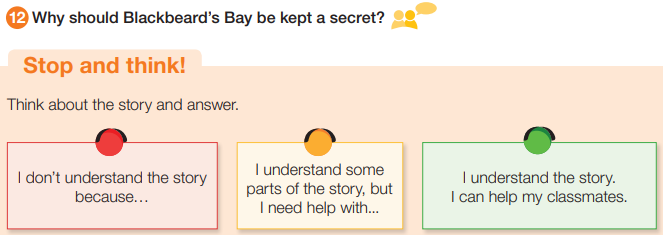 12 Why should Blackbeard’s Bay be kept a secret?
Stop and think!
Think about the story and answer.
I don’t understand the story
because…
I understand some
parts of the story, but
I need help with...
I understand the story.
I can help my classmates.